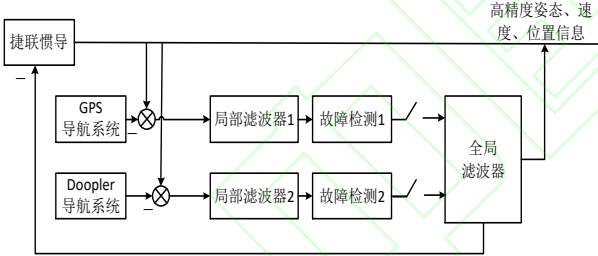 高精度姿态、速
度、位置信息
捷联惯导
−
GPS
导航系统
−
局部滤波器1
故障检测1
全局
滤波器
Doopler
导航系统
−
局部滤波器2
故障检测2